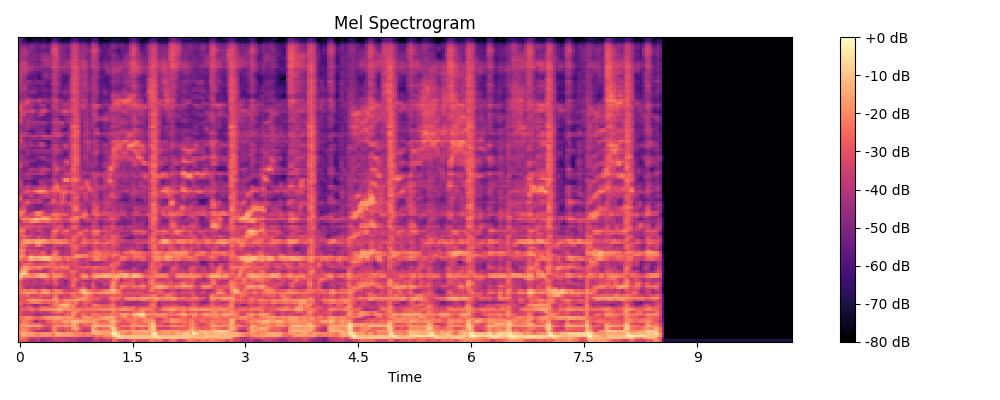 Mel Spectrogram
+0 dB
-10 dB
-20 dB
-30 dB
-40 dB
-50 dB
-60 dB
-70 dB
-80 dB
0 1.5 3 4.5 6 7.5 9
Time